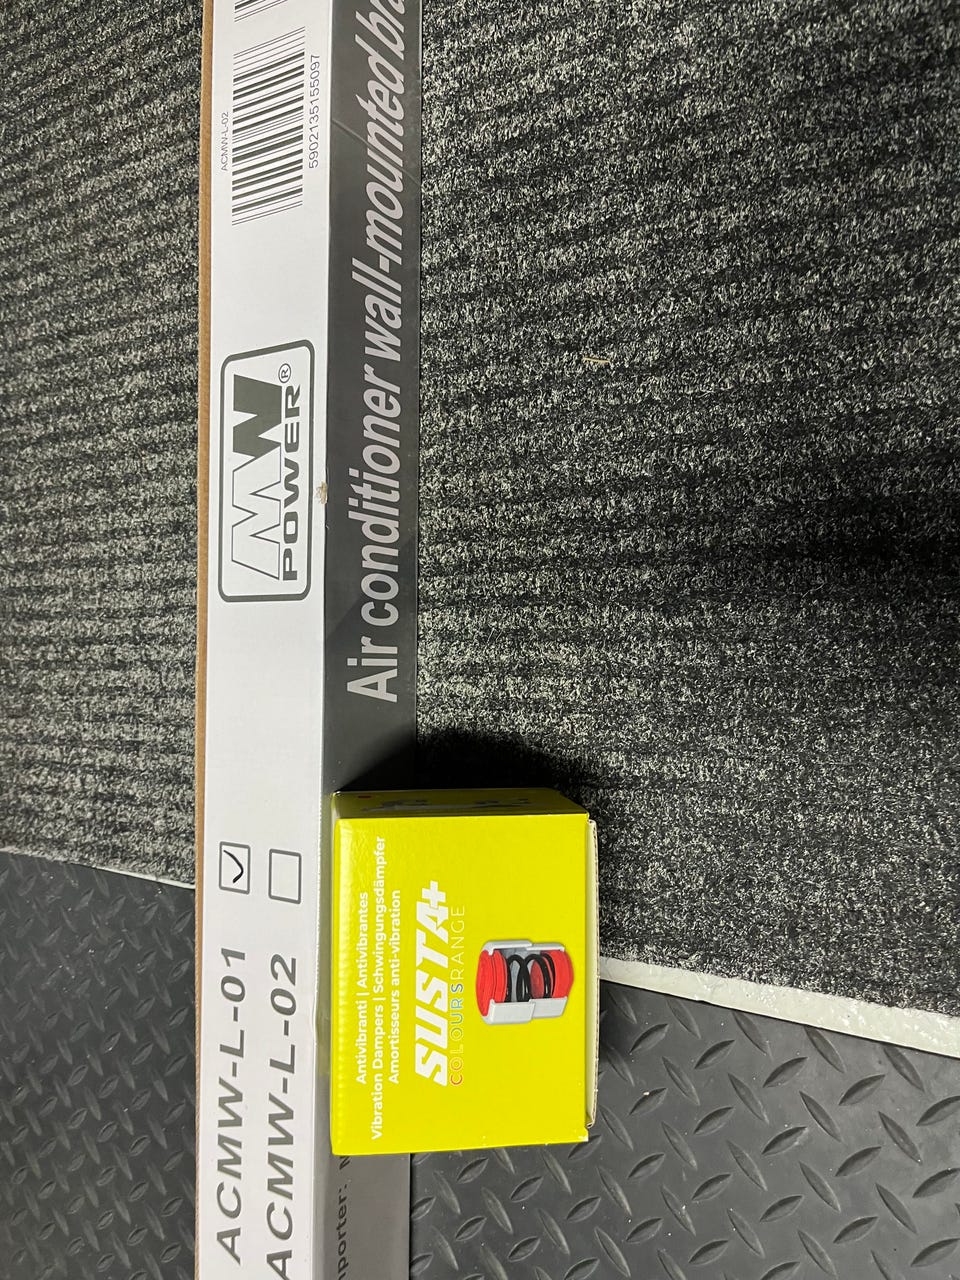 ACMW-L-02
5902135155097
MW
POWER®
Air conditioner wall-mounted
ACMW-L-01
ACMW-L-02
Antivibranti | Antivibrantes
Vibration Dampers | Schwingungsdämpfer
Amortisseurs anti-vibration
SUSTA+
COLOURSRANGE